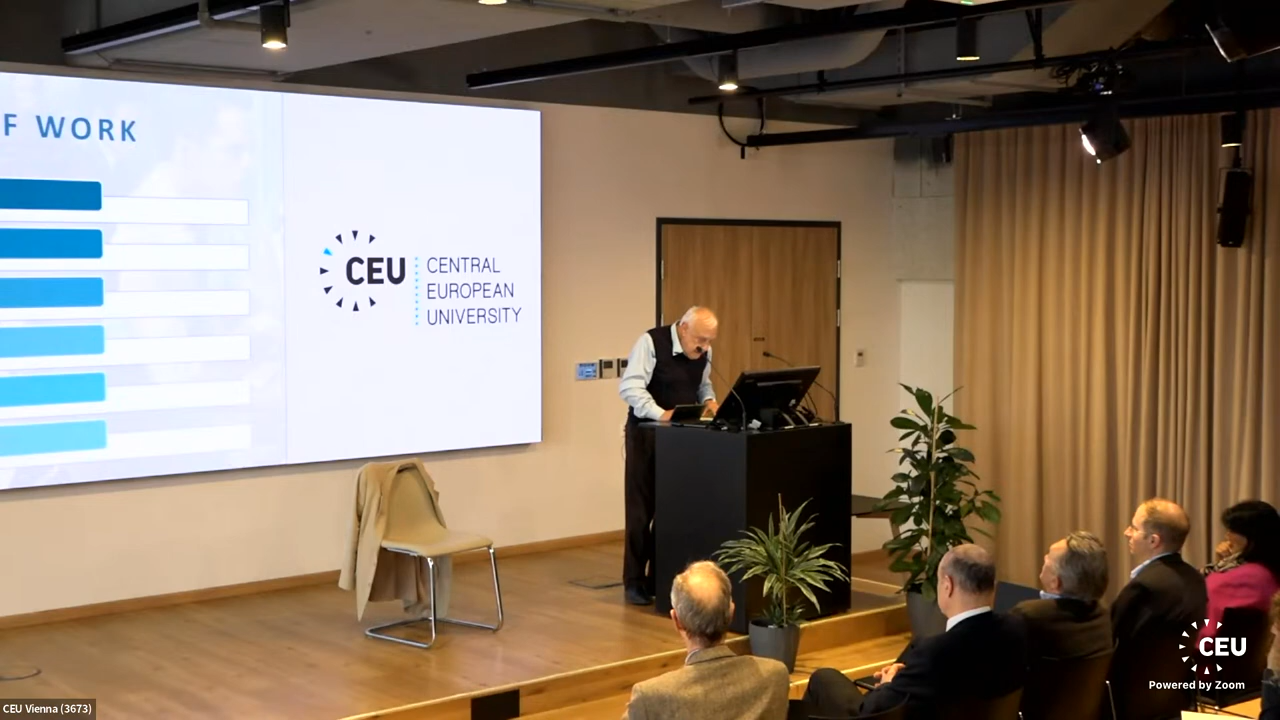 F WORK
CEU
CENTRAL
EUROPEAN
UNIVERSITY
CEU
Powered by Zoom
CEU Vienna (3673)